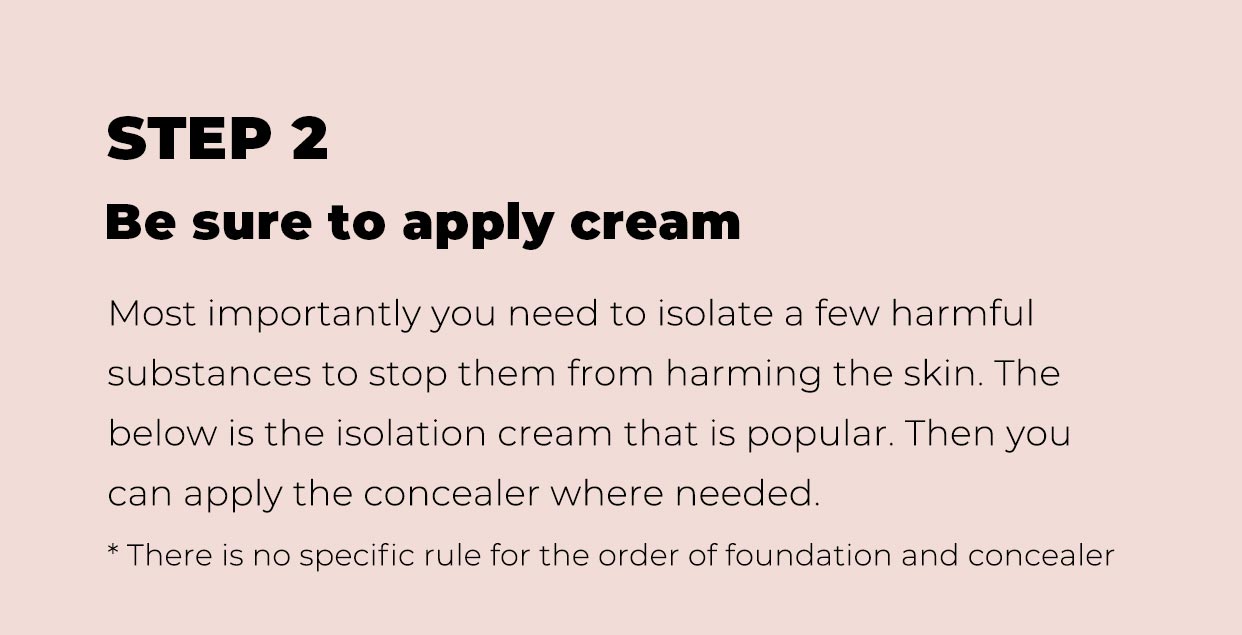 STEP 2
Be sure to apply cream
Most importantly you need to isolate a few harmful
substances to stop them from harming the skin. The
below is the isolation cream that is popular. Then you
can apply the concealer where needed.
* There is no specific rule for the order of foundation and concealer